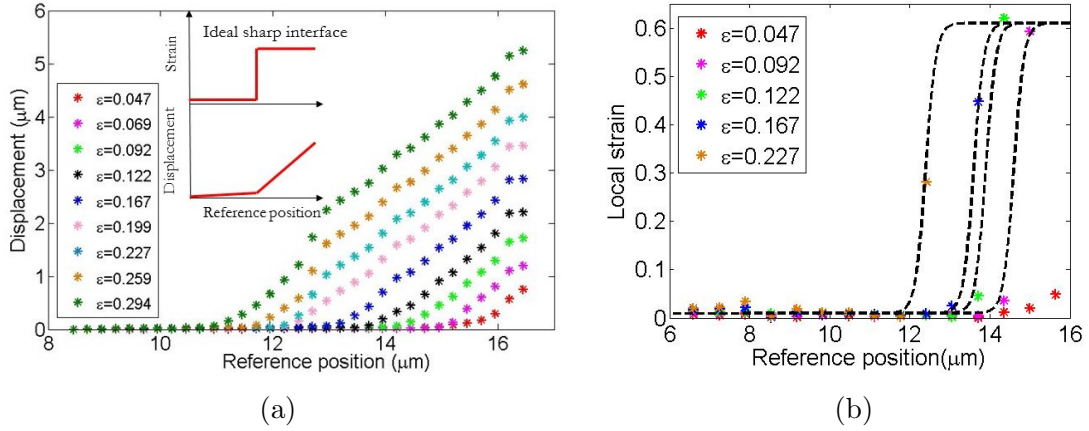 Displacement (μm)
6
5
4
3
2
1
0
8 10 12 14 16
Reference position (μm)
ε=0.047
ε=0.069
ε=0.092
ε=0.122
ε=0.167
ε=0.199
ε=0.227
ε=0.259
ε=0.294
Strain
Ideal sharp interface
Displacement
Reference position
(a)
Local strain
0.6
0.5
0.4
0.3
0.2
0.1
0
6 8 10 12 14 16
Reference position(μm)
ε=0.047
ε=0.092
ε=0.122
ε=0.167
ε=0.227
(b)